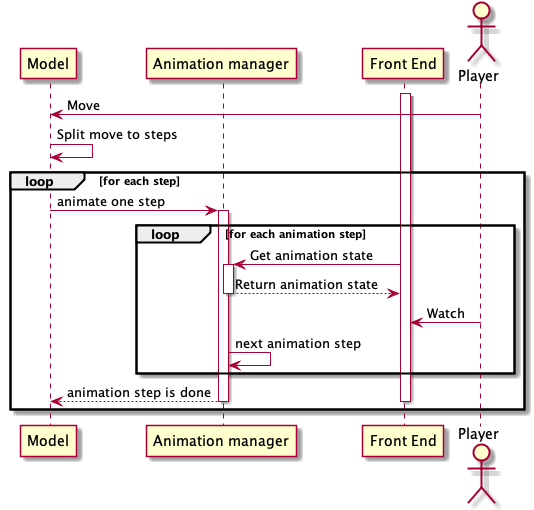 Model
Animation manager
Front End
Player
Move
Split move to steps
loop [for each step]
animate one step
loop [for each animation step]
Get animation state
Return animation state
Watch
next animation step
animation step is done
Model
Animation manager
Front End
Player